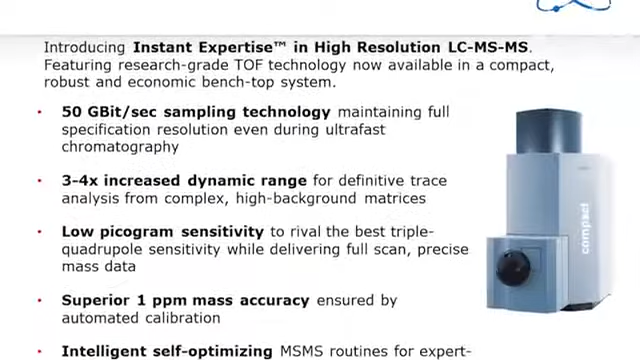 Introducing Instant Expertise™ in High Resolution LC-MS-MS.
Featuring research-grade TOF technology now available in a compact,
robust and economic bench-top system.
• 50 GBit/sec sampling technology maintaining full
specification resolution even during ultrafast
chromatography
• 3-4x increased dynamic range for definitive trace
analysis from complex, high-background matrices
• Low picogram sensitivity to rival the best triple-
quadrupole sensitivity while delivering full scan, precise
mass data
• Superior 1 ppm mass accuracy ensured by
automated calibration
• Intelligent self-optimizing MSMS routines for expert-
compact